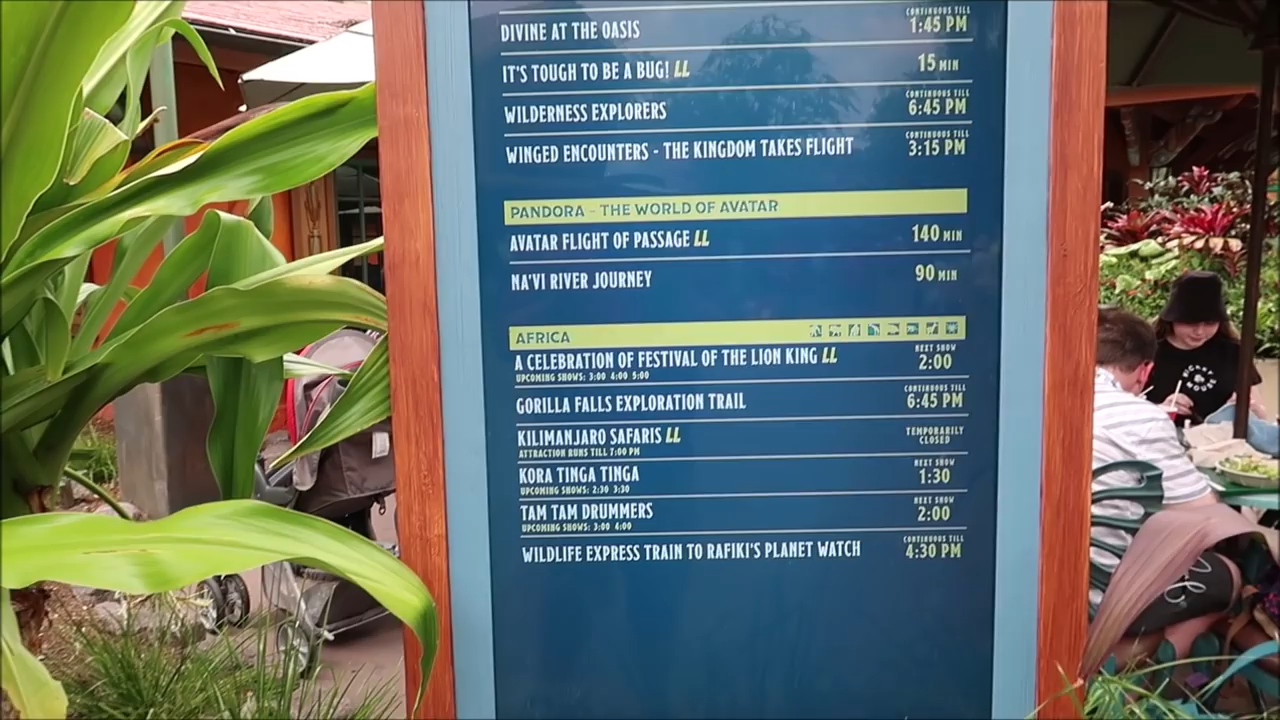 DIVINE AT THE OASIS CONTINUOUS TILL 1:45 PM
IT'S TOUGH TO BE A BUG! LL 15 MIN
WILDERNESS EXPLORERS CONTINUOUS TILL 6:45 PM
WINGED ENCOUNTERS - THE KINGDOM TAKES FLIGHT CONTINUOUS TILL 3:15 PM
PANDORA - THE WORLD OF AVATAR
AVATAR FLIGHT OF PASSAGE LL 140 MIN
NA'VI RIVER JOURNEY 90 MIN
AFRICA
A CELEBRATION OF FESTIVAL OF THE LION KING LL NEXT SHOW 2:00
UPCOMING SHOWS: 3:00 4:00 5:00
GORILLA FALLS EXPLORATION TRAIL CONTINUOUS TILL 6:45 PM
KILIMANJARO SAFARIS LL TEMPORARILY CLOSED
ATTRACTION RUNS TILL 7:00 PM
KORA TINGA TINGA NEXT SHOW 1:30
UPCOMING SHOWS: 2:30 3:30
TAM TAM DRUMMERS NEXT SHOW 2:00
UPCOMING SHOWS: 3:00 4:00
WILDLIFE EXPRESS TRAIN TO RAFIKI'S PLANET WATCH CONTINUOUS TILL 4:30 PM